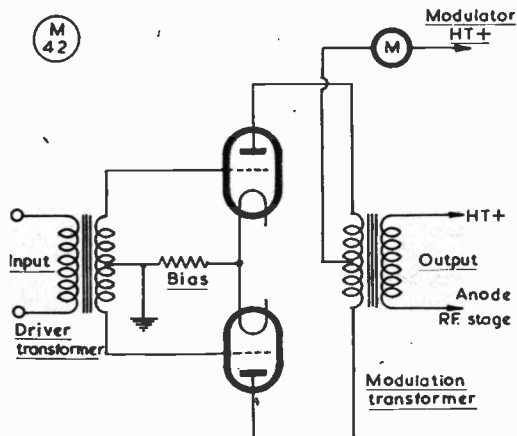 M
42
Modulator
HT+
M
HT+
Input
Bias
Output
Driver
transformer
Anode
RF stage
Modulation
transformer